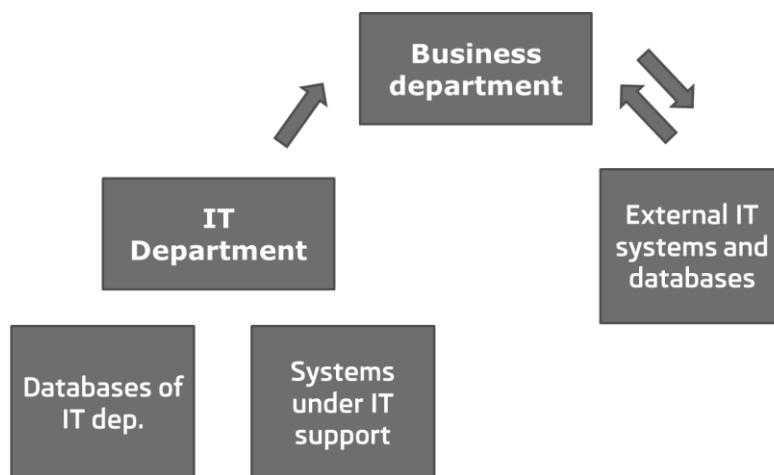 Business
department
IT
Department
External IT
systems and
databases
Databases of
IT dep.
Systems
under IT
support